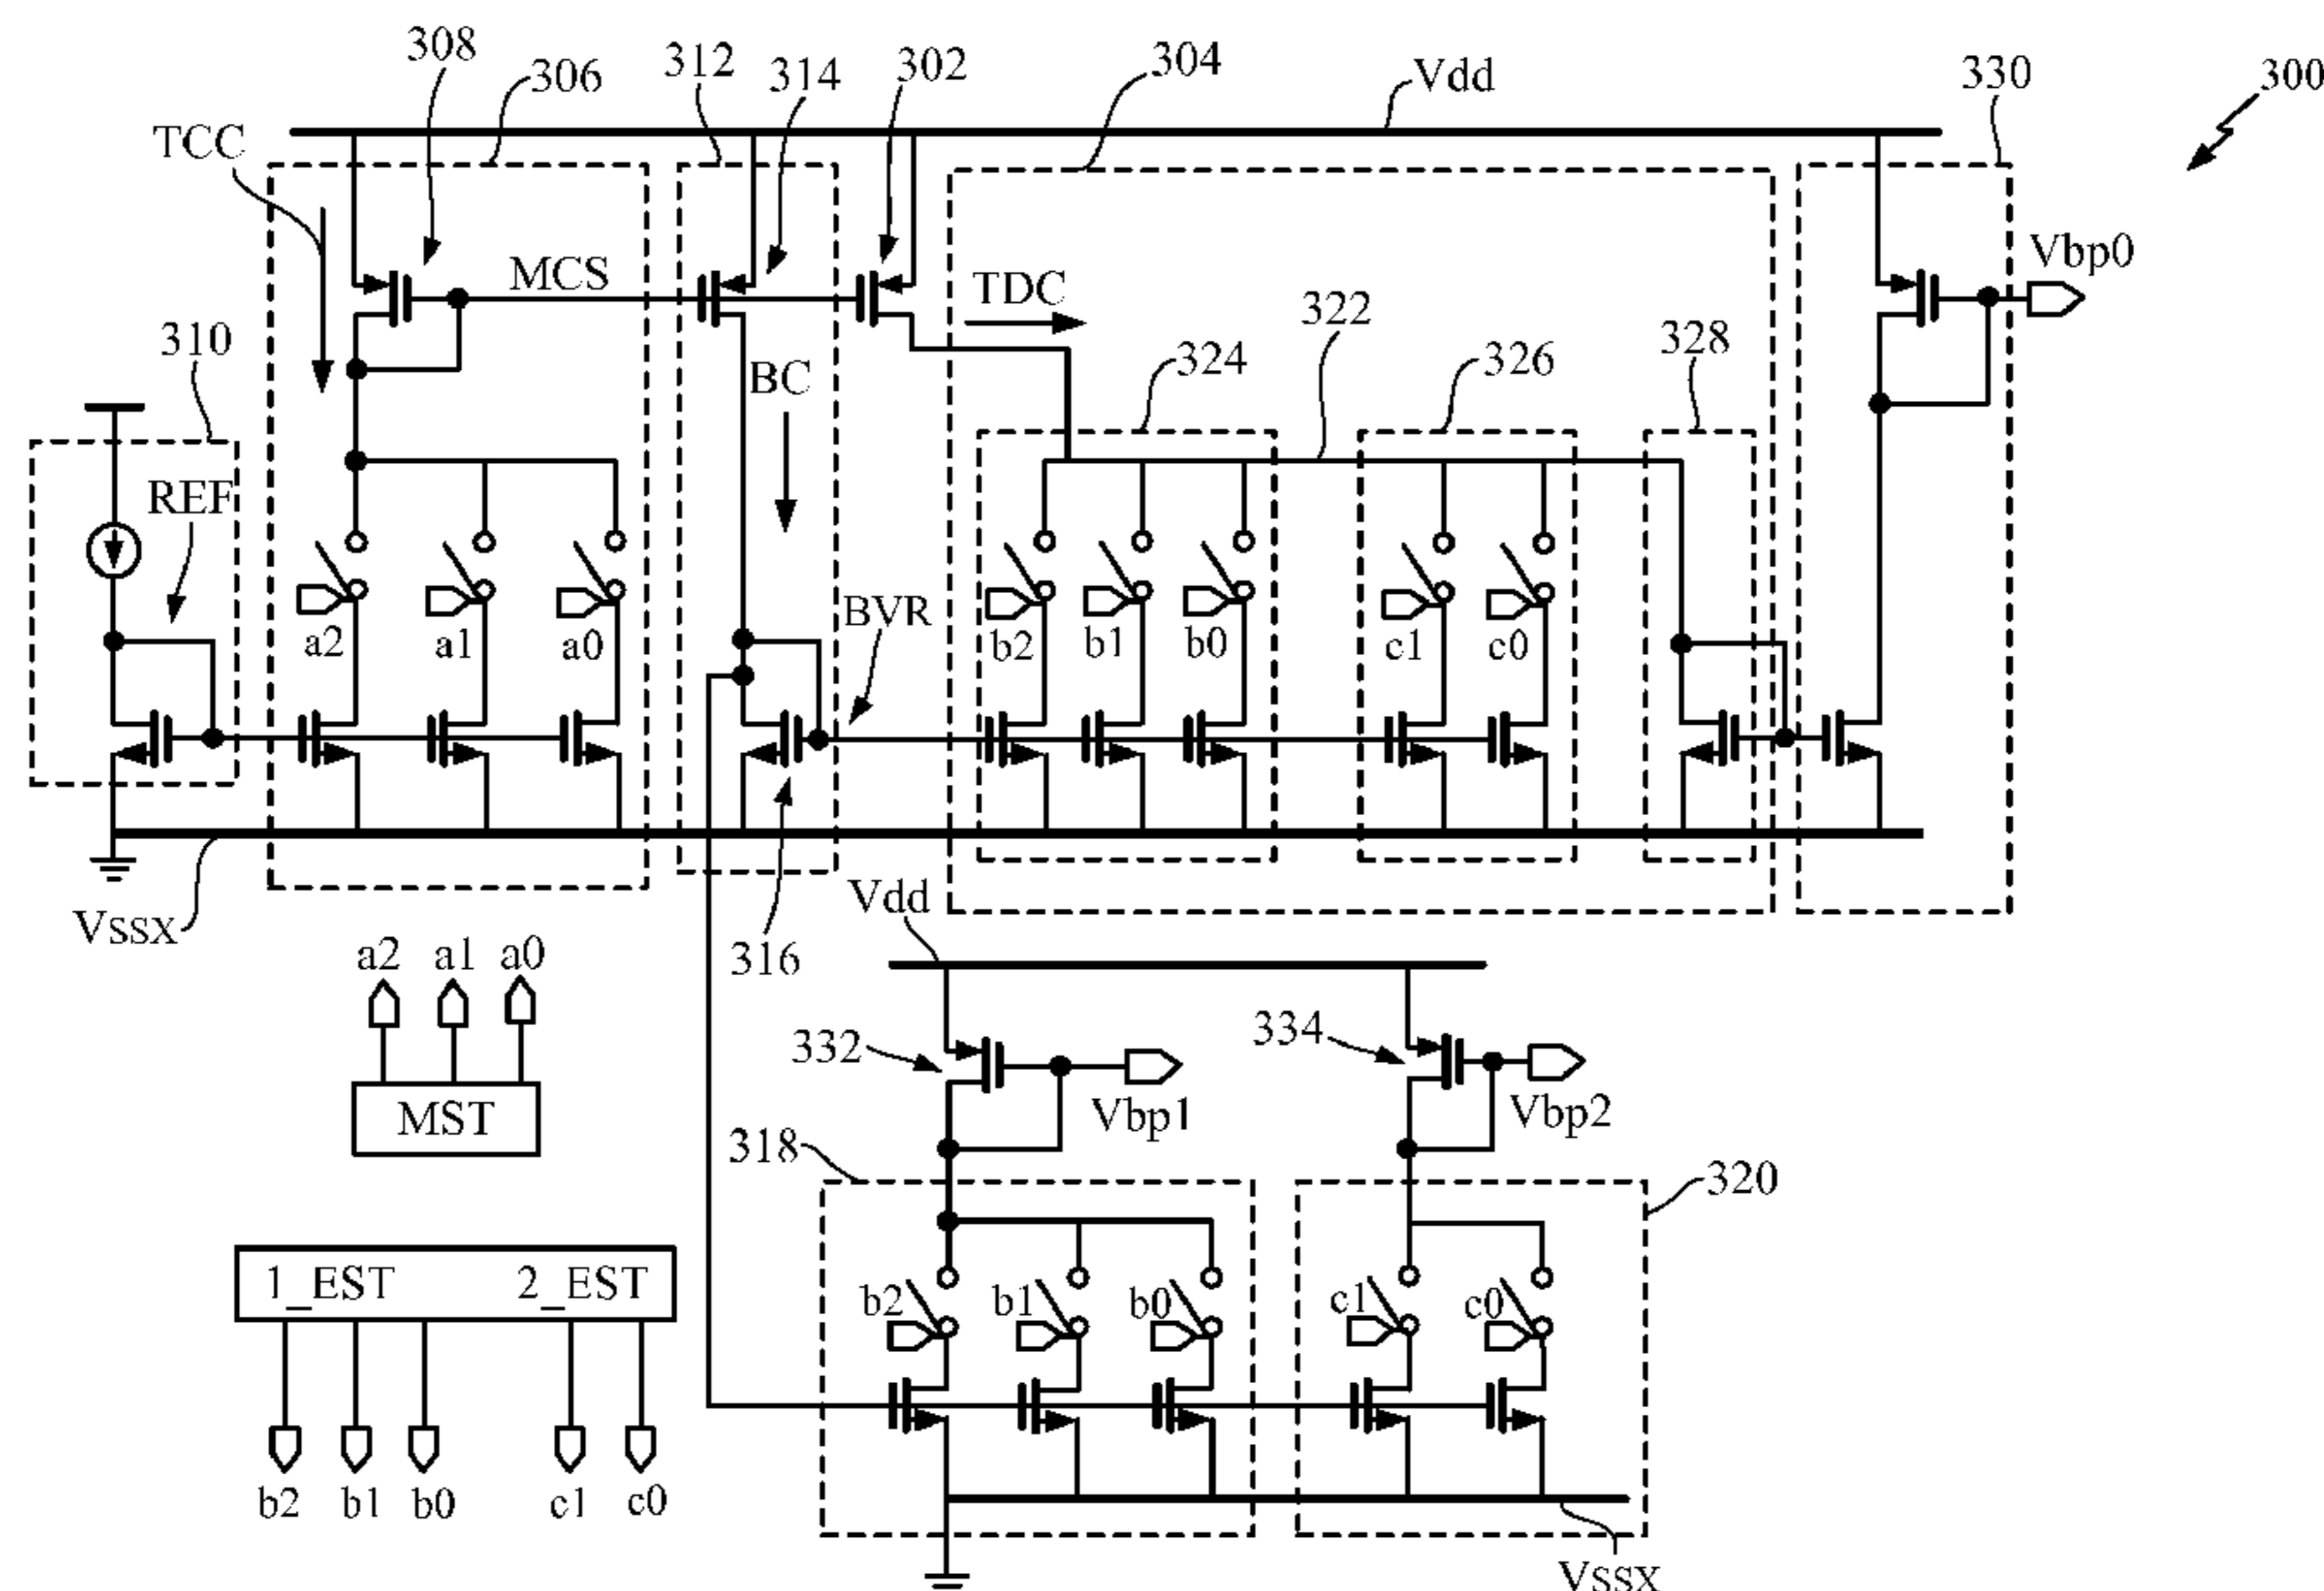 308
306
312
314
302
304
Vdd
330
300
TCC
MCS
TDC
322
Vbp0
310
BC
324
326
328
REF
BVR
a2
a1
a0
b2
b1
b0
c1
c0
VSSX
316
Vdd
a2
a1
a0
MST
332
334
Vbp1
Vbp2
318
320
1_EST
2_EST
b2
b1
b0
c1
c0
b2
b1
b0
c1
c0
VSSX